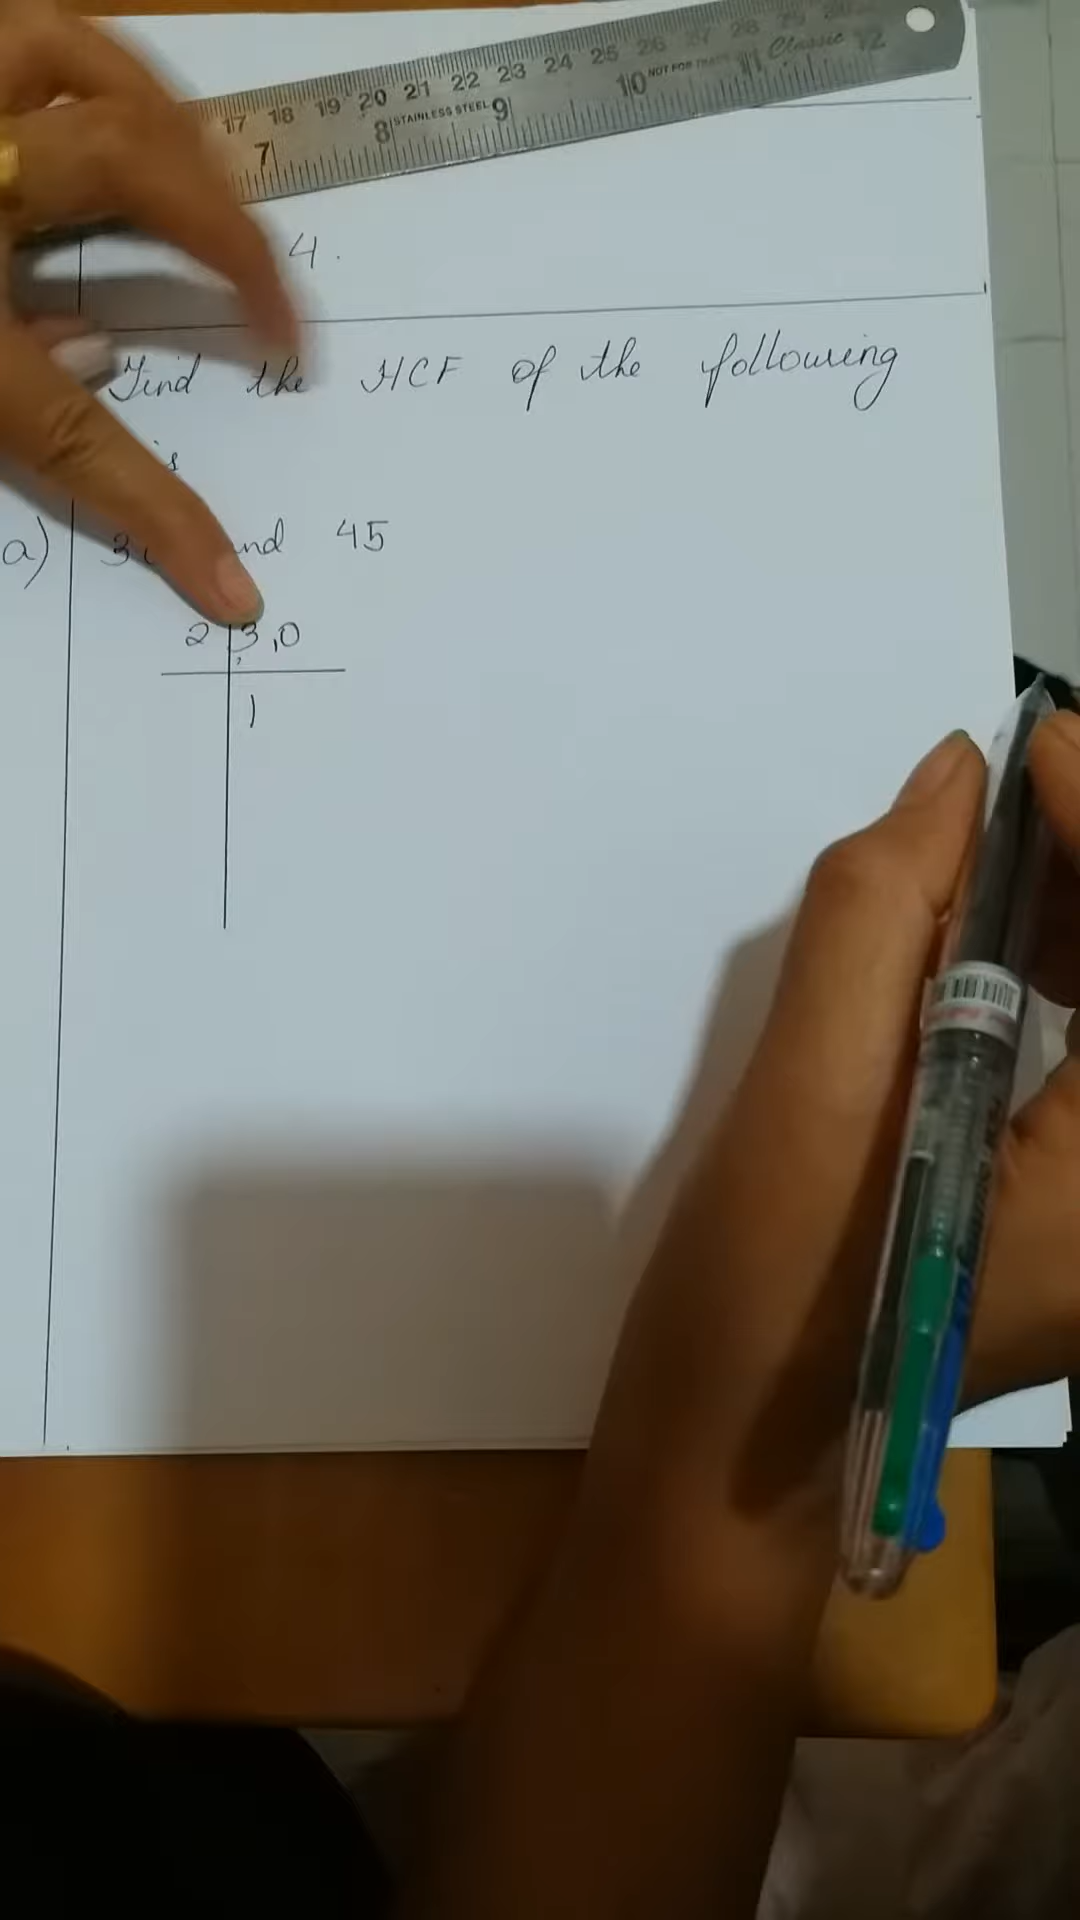 17 18 19 20 21 22 23 24 25 26 27 28
7 8 STAINLESS STEEL 9 10 NOT FOR 11 Classic 12
4.
Find the HCF of the following
a) 45
2 3,0
1